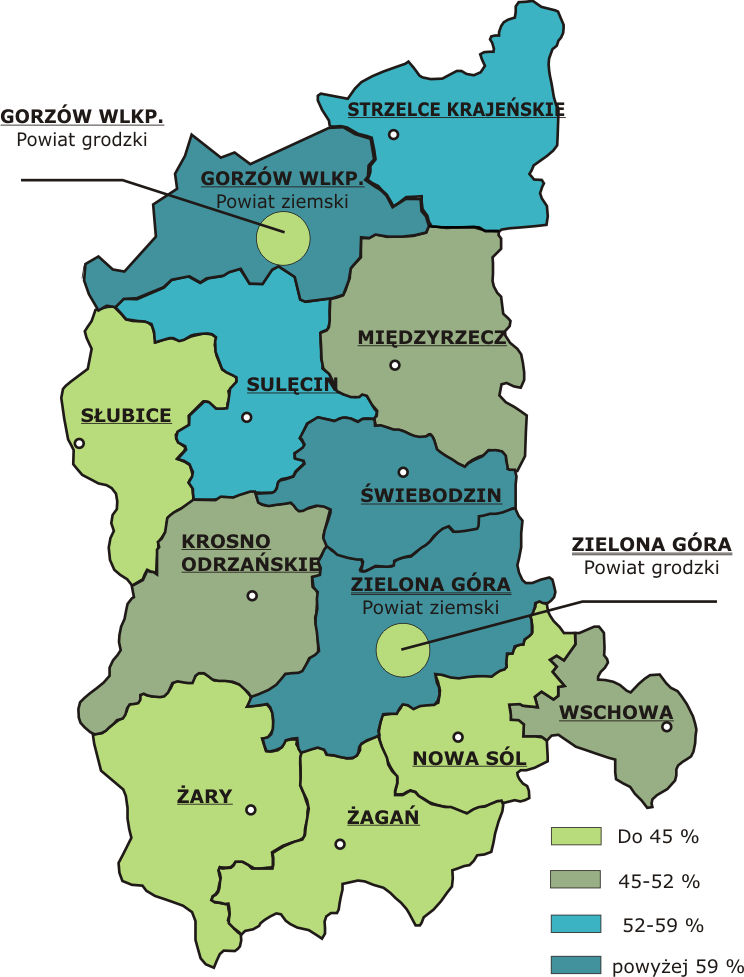 STRZELCE KRAJEŃSKIE
GORZÓW WLKP.
Powiat grodzki
GORZÓW WLKP.
Powiat ziemski
MIĘDZYRZECZ
SULĘCIN
SŁUBICE
ŚWIEBODZIN
KROSNO
ODRZAŃSKIE
ZIELONA GÓRA
Powiat grodzki
ZIELONA GÓRA
Powiat ziemski
WSCHOWA
NOWA SÓL
ŻARY
ŻAGAŃ
Do 45 %
45-52 %
52-59 %
powyżej 59 %